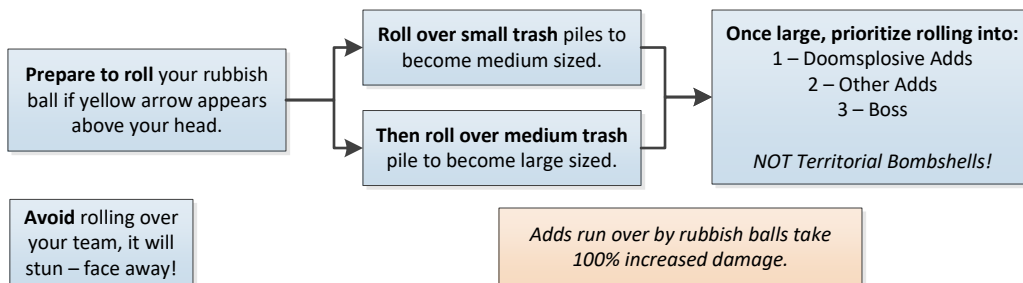 Prepare to roll your rubbish
ball if yellow arrow appears
above your head.
Roll over small trash piles to
become medium sized.
Then roll over medium trash
pile to become large sized.
Once large, prioritize rolling into:
1 – Doomsplosive Adds
2 – Other Adds
3 – Boss
NOT Territorial Bombshells!
Avoid rolling over
your team, it will
stun – face away!
Adds run over by rubbish balls take
100% increased damage.